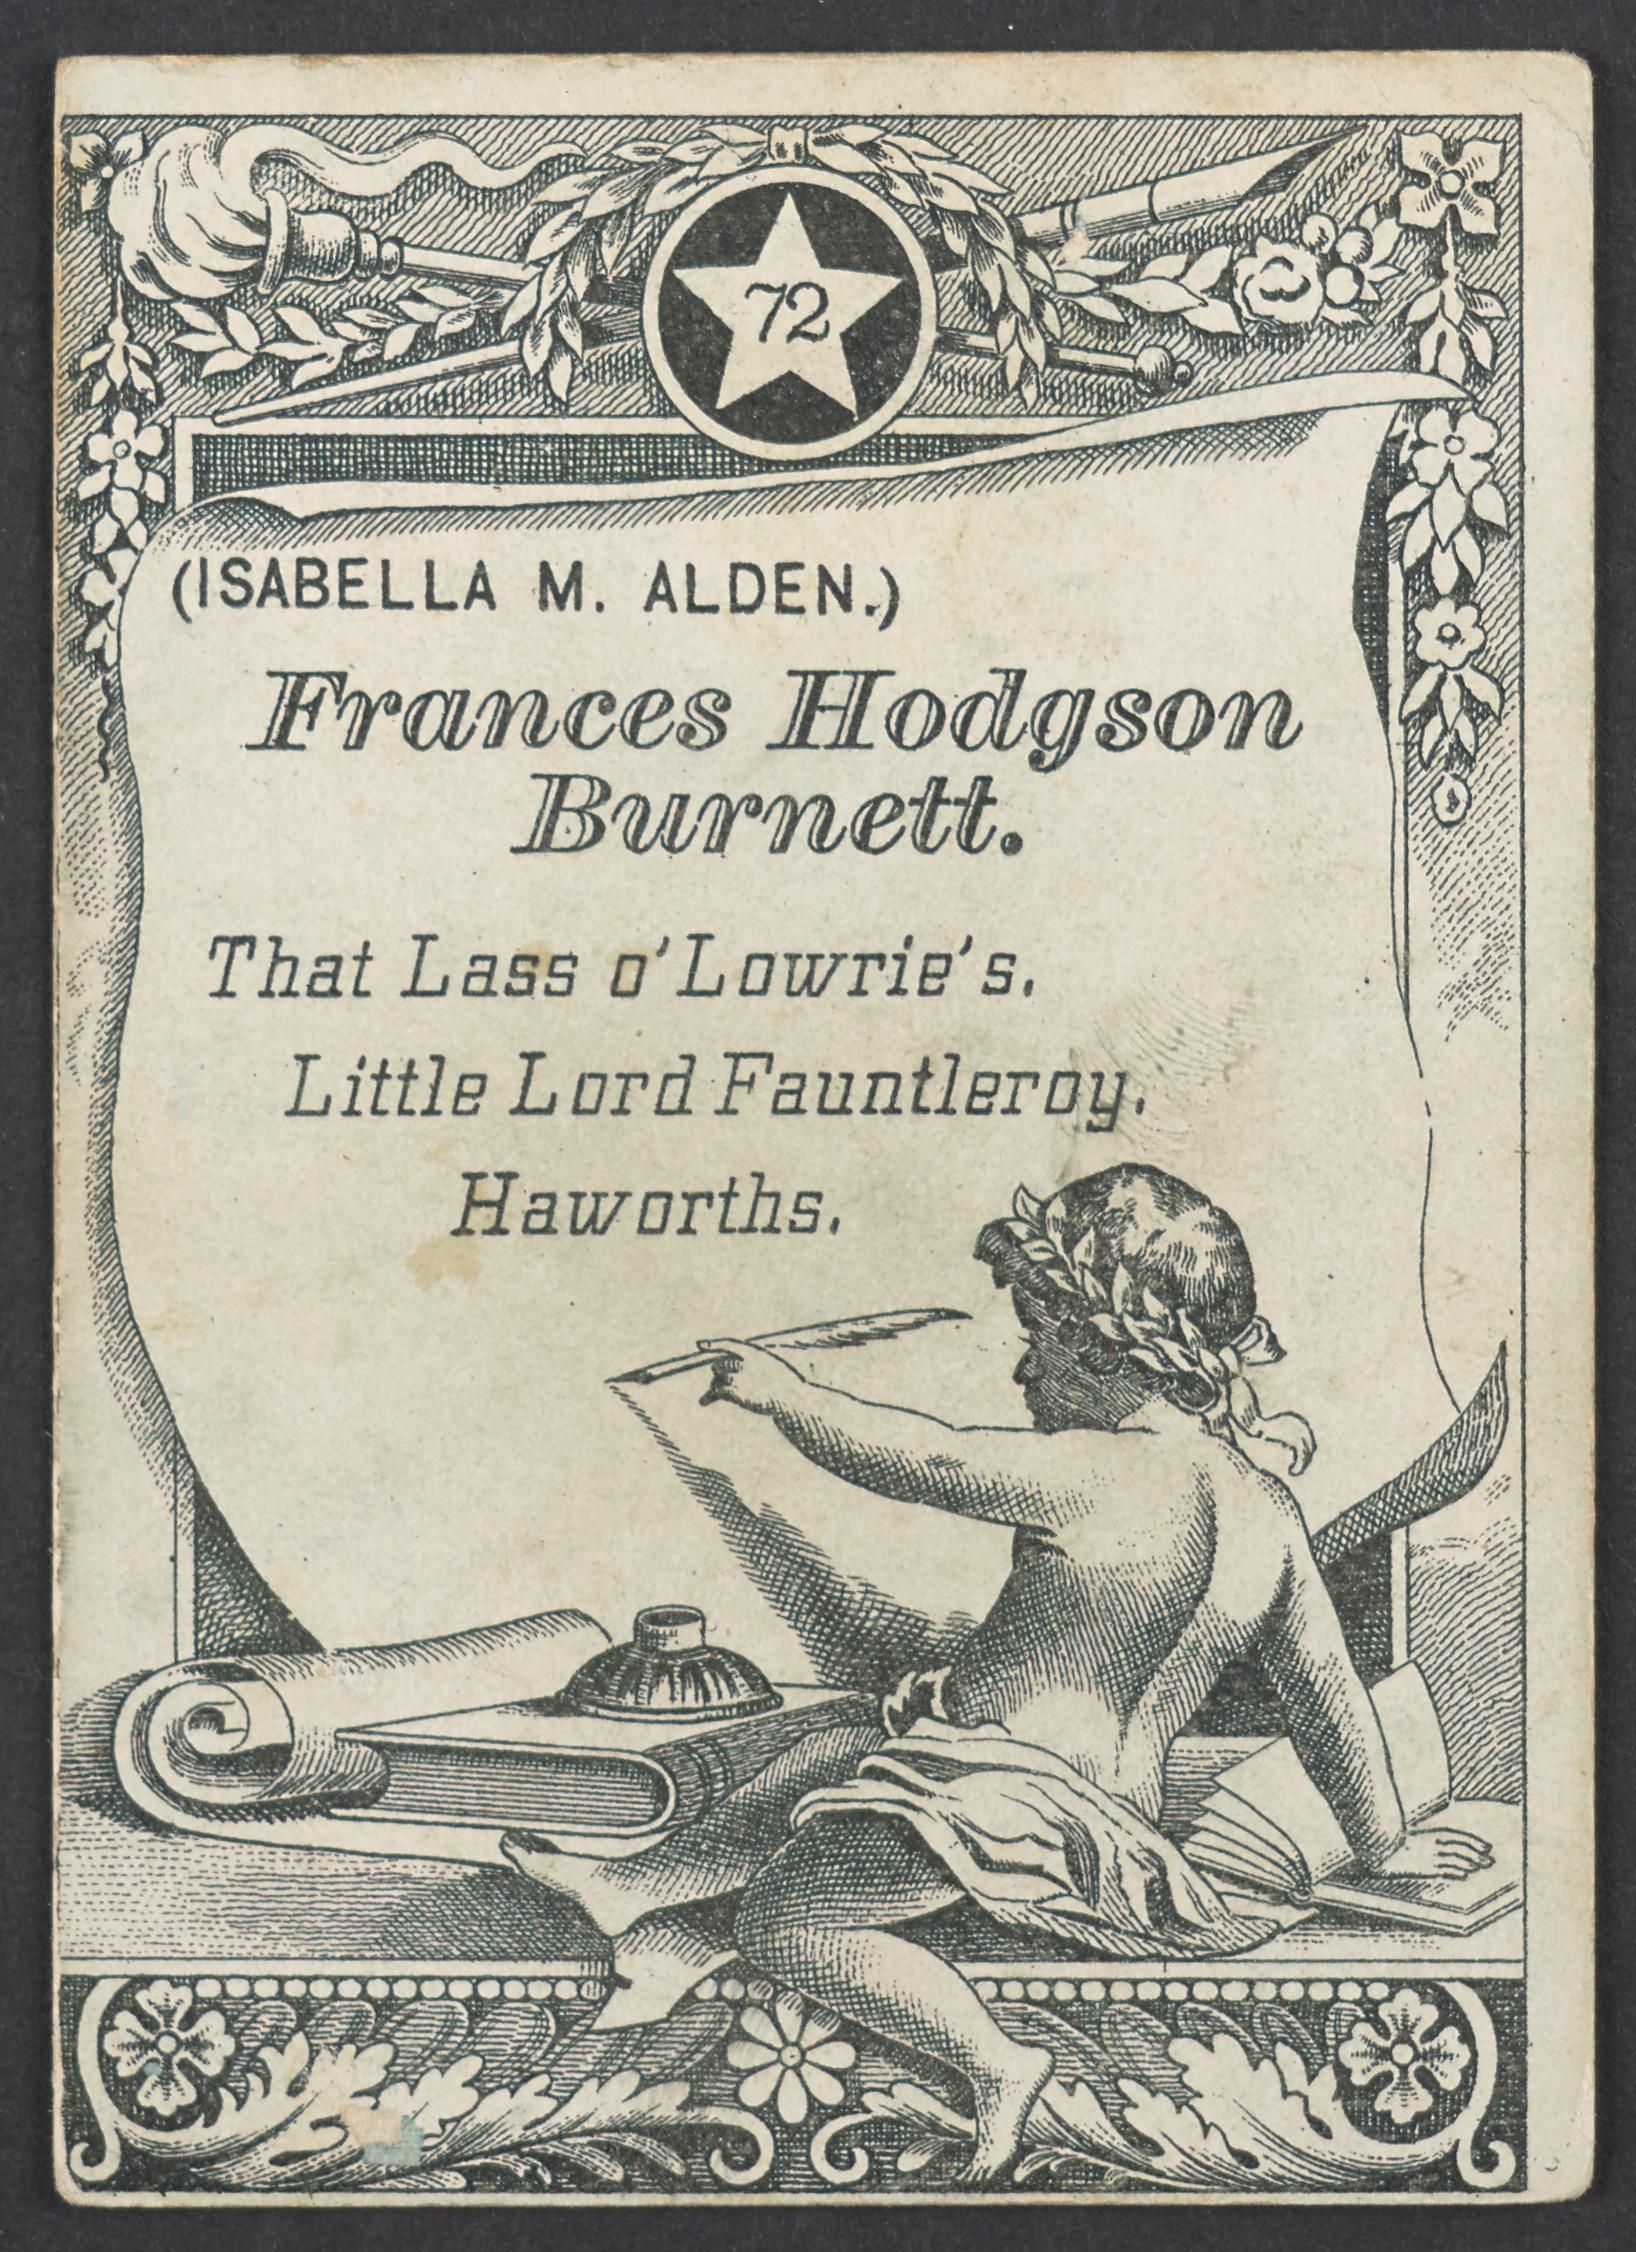 72
(ISABELLA M. ALDEN.)
Frances Hodgson
Burnett.
That Lass o' Lowrie's.
Little Lord Fauntleroy.
Haworths.